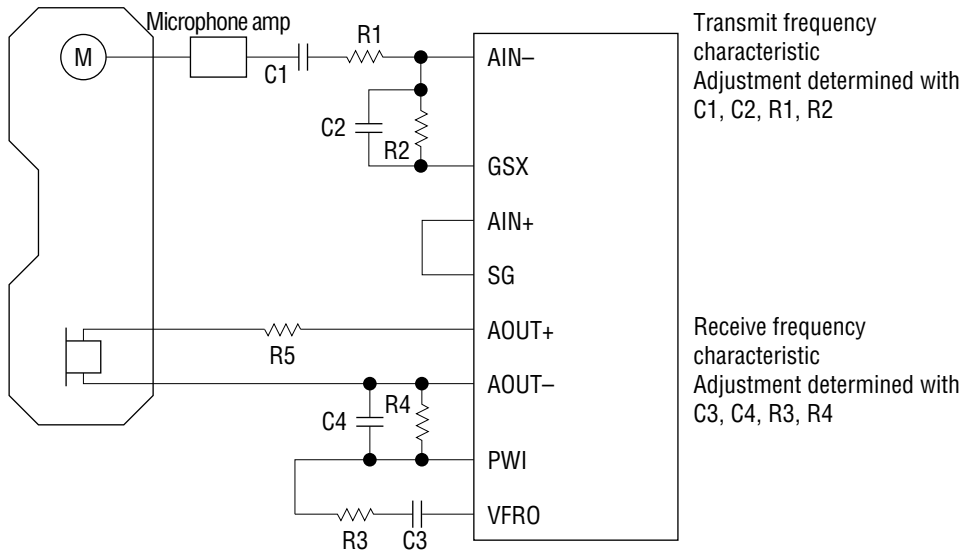 Microphone amp
M
C1
R1
C2
R2
AIN–
GSX
AIN+
SG
AOUT+
AOUT–
PWI
VFRO
R5
C4
R4
R3
C3
Transmit frequency
characteristic
Adjustment determined with
C1, C2, R1, R2
Receive frequency
characteristic
Adjustment determined with
C3, C4, R3, R4